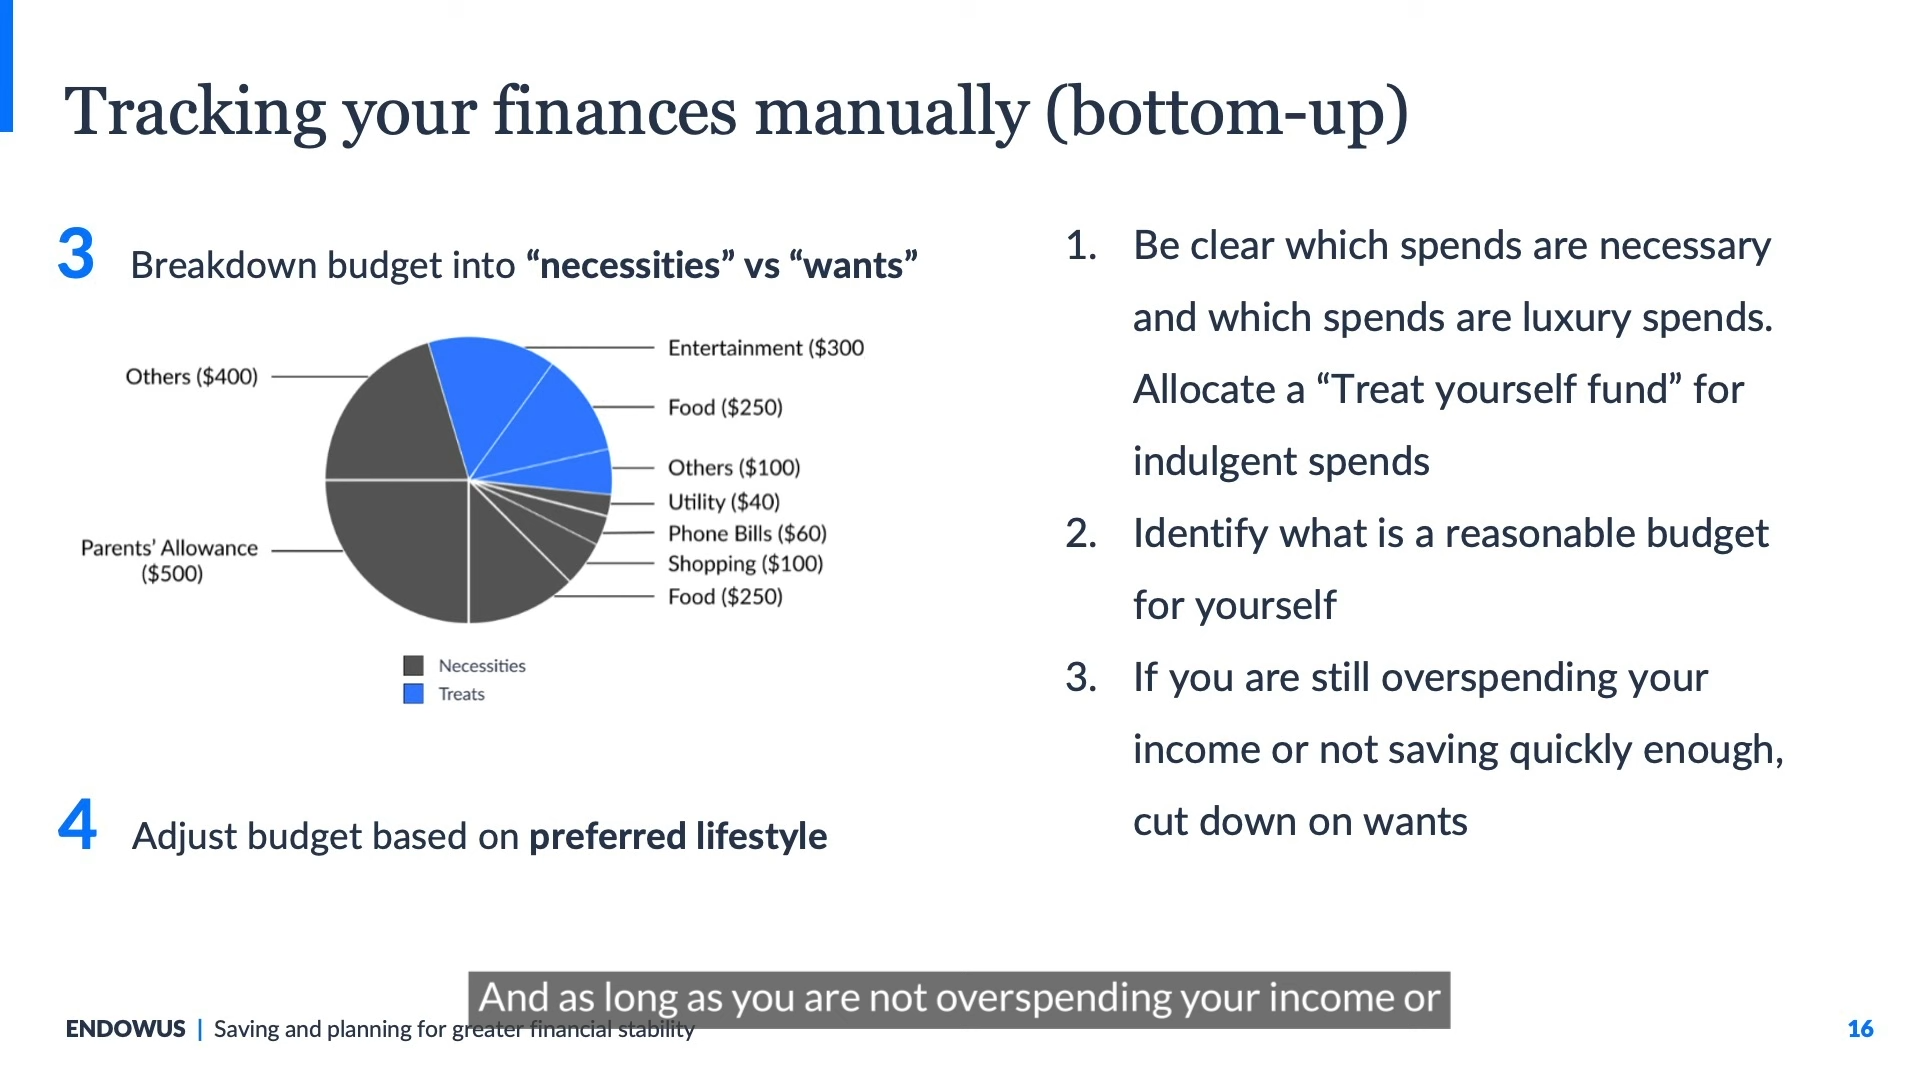 Tracking your finances manually (bottom-up)
3 Breakdown budget into “necessities” vs “wants”
Others ($400)
Parents’ Allowance
($500)
Entertainment ($300
Food ($250)
Others ($100)
Utility ($40)
Phone Bills ($60)
Shopping ($100)
Food ($250)
Necessities
Treats
4 Adjust budget based on preferred lifestyle
1. Be clear which spends are necessary
and which spends are luxury spends.
Allocate a “Treat yourself fund” for
indulgent spends
2. Identify what is a reasonable budget
for yourself
3. If you are still overspending your
income or not saving quickly enough,
cut down on wants
And as long as you are not overspending your income or
ENDOWUS | Saving and planning for greater financial stability
16